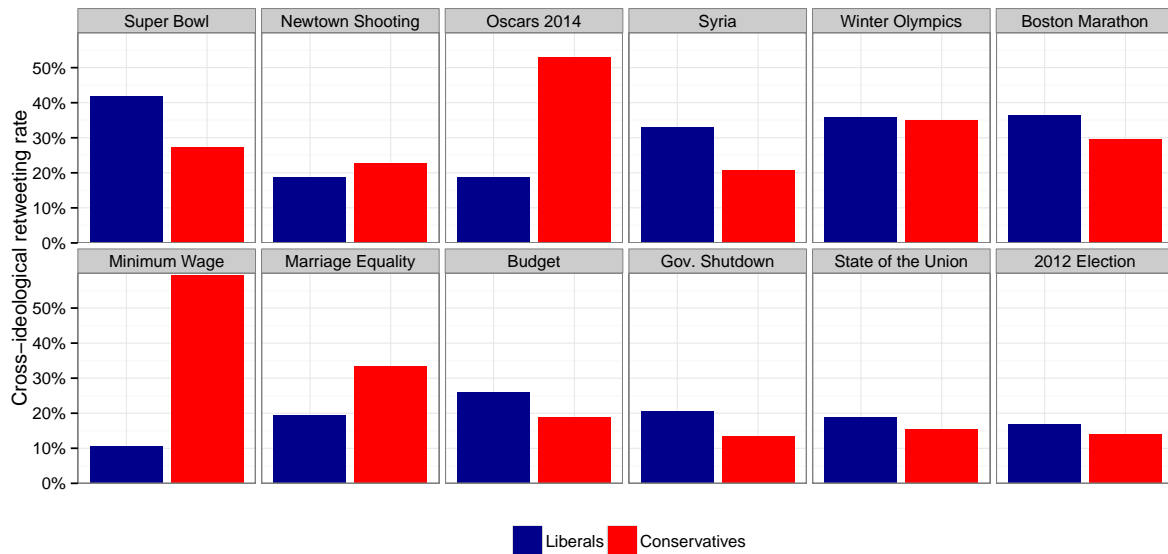 Super Bowl
Newtown Shooting
Oscars 2014
Syria
Winter Olympics
Boston Marathon
50%
40%
30%
20%
10%
0%
Cross−ideological retweeting rate
Minimum Wage
Marriage Equality
Budget
Gov. Shutdown
State of the Union
2012 Election
50%
40%
30%
20%
10%
0%
Liberals
Conservatives